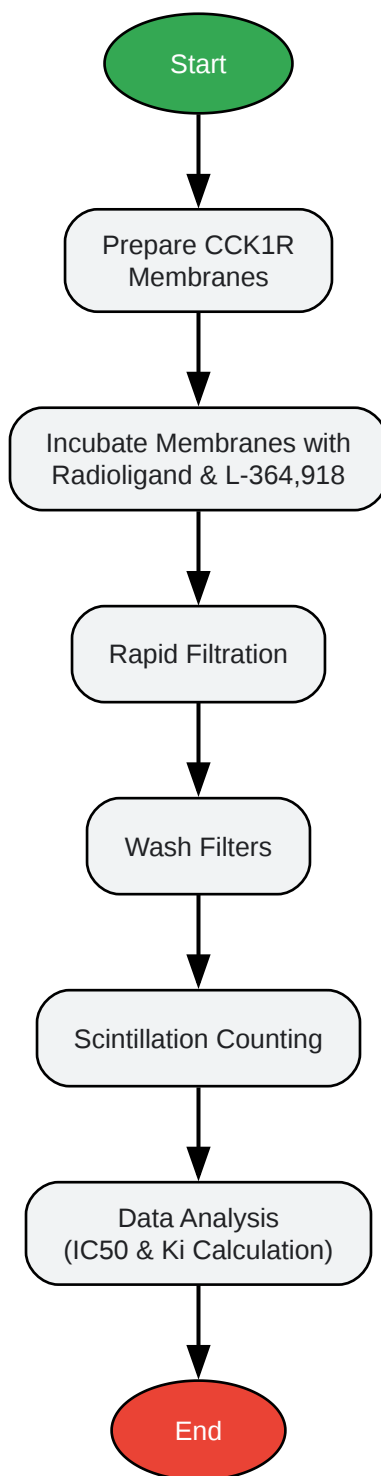 Start
Prepare CCK1R
Membranes
Incubate Membranes with
Radioligand & L-364,918
Rapid Filtration
Wash Filters
Scintillation Counting
Data Analysis
(IC50 & Ki Calculation)
End